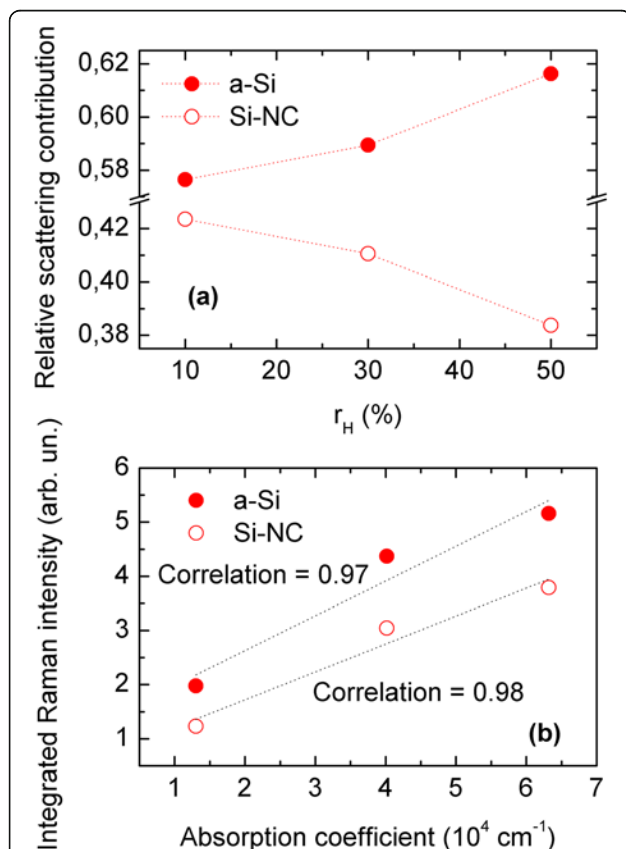 Relative scattering contribution
0,62
0,60
0,58
0,42
0,40
0,38
a-Si
Si-NC
(a)
10 20 30 40 50
r_H (%)
Integrated Raman intensity (arb. un.)
6
5
4
3
2
1
a-Si
Si-NC
Correlation = 0.97
Correlation = 0.98
(b)
1 2 3 4 5 6 7
Absorption coefficient (10⁴ cm⁻¹)